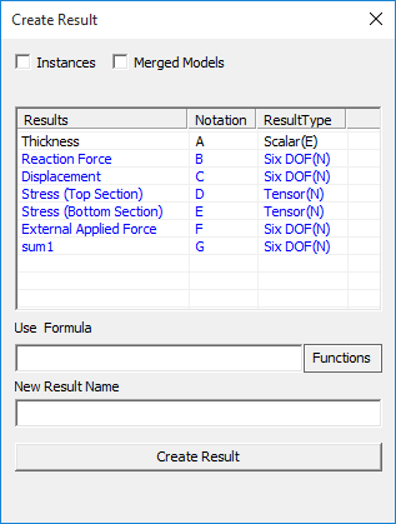 Create Result
Instances Merged Models
Results Notation ResultType
Thickness A Scalar(E)
Reaction Force B Six DOF(N)
Displacement C Six DOF(N)
Stress (Top Section) D Tensor(N)
Stress (Bottom Section) E Tensor(N)
External Applied Force F Six DOF(N)
sum1 G Six DOF(N)
Use Formula
Functions
New Result Name
Create Result